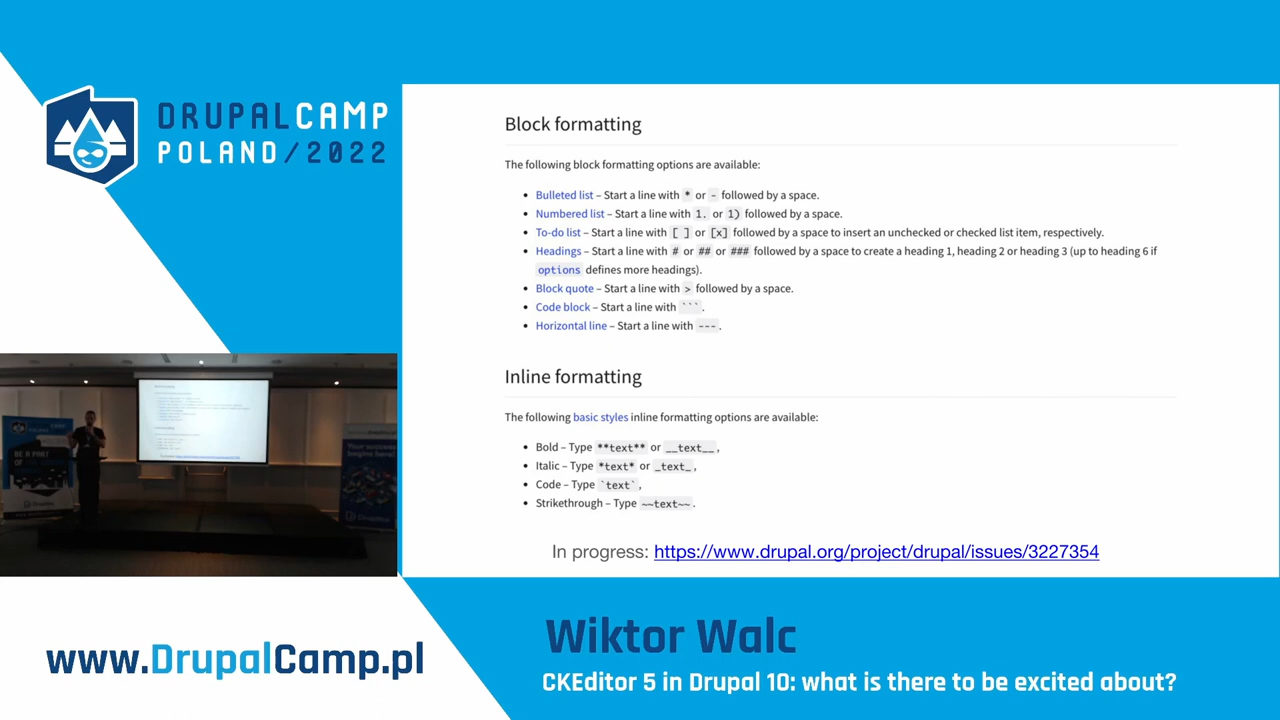 DRUPALCAMP
POLAND/2022
Block formatting
The following block formatting options are available:
• Bulleted list – Start a line with * or - followed by a space.
• Numbered list – Start a line with 1. or 1) followed by a space.
• To-do list – Start a line with [ ] or [x] followed by a space to insert an unchecked or checked list item, respectively.
• Headings – Start a line with # or ## or ### followed by a space to create a heading 1, heading 2 or heading 3 (up to heading 6 if
options defines more headings).
• Block quote – Start a line with > followed by a space.
• Code block – Start a line with ```.
• Horizontal line – Start a line with ---.
Inline formatting
The following basic styles inline formatting options are available:
• Bold – Type **text** or __text__,
• Italic – Type *text* or _text_,
• Code – Type `text`,
• Strikethrough – Type ~~text~~.
In progress: https://www.drupal.org/project/drupal/issues/3227354
BE A PART
OF
Your success
begins here!
www.DrupalCamp.pl
Wiktor Walc
CKEditor 5 in Drupal 10: what is there to be excited about?